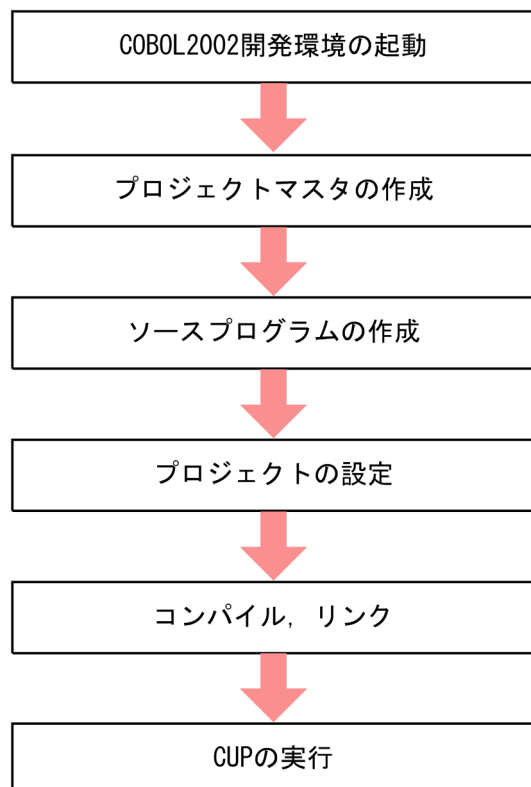 COBOL2002開発環境の起動
プロジェクトマスタの作成
ソースプログラムの作成
プロジェクトの設定
コンパイル，リンク
CUPの実行